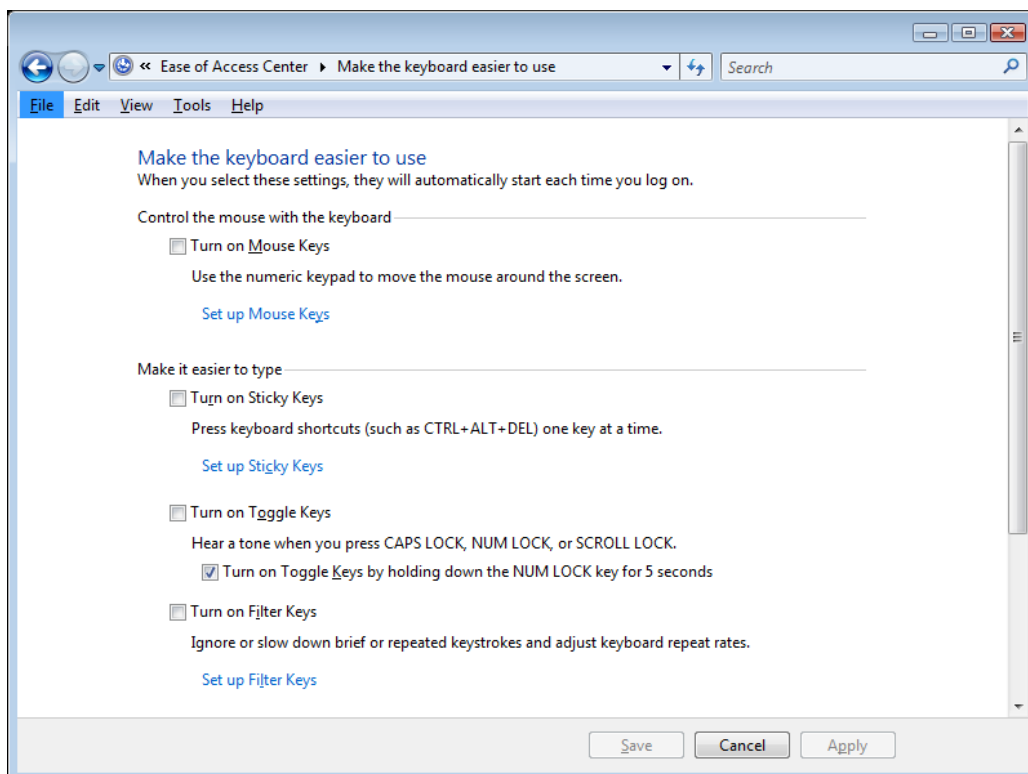 « Ease of Access Center ▸ Make the keyboard easier to use Search
File Edit View Tools Help
Make the keyboard easier to use
When you select these settings, they will automatically start each time you log on.
Control the mouse with the keyboard
Turn on Mouse Keys
Use the numeric keypad to move the mouse around the screen.
Set up Mouse Keys
Make it easier to type
Turn on Sticky Keys
Press keyboard shortcuts (such as CTRL+ALT+DEL) one key at a time.
Set up Sticky Keys
Turn on Toggle Keys
Hear a tone when you press CAPS LOCK, NUM LOCK, or SCROLL LOCK.
Turn on Toggle Keys by holding down the NUM LOCK key for 5 seconds
Turn on Filter Keys
Ignore or slow down brief or repeated keystrokes and adjust keyboard repeat rates.
Set up Filter Keys
Save Cancel Apply